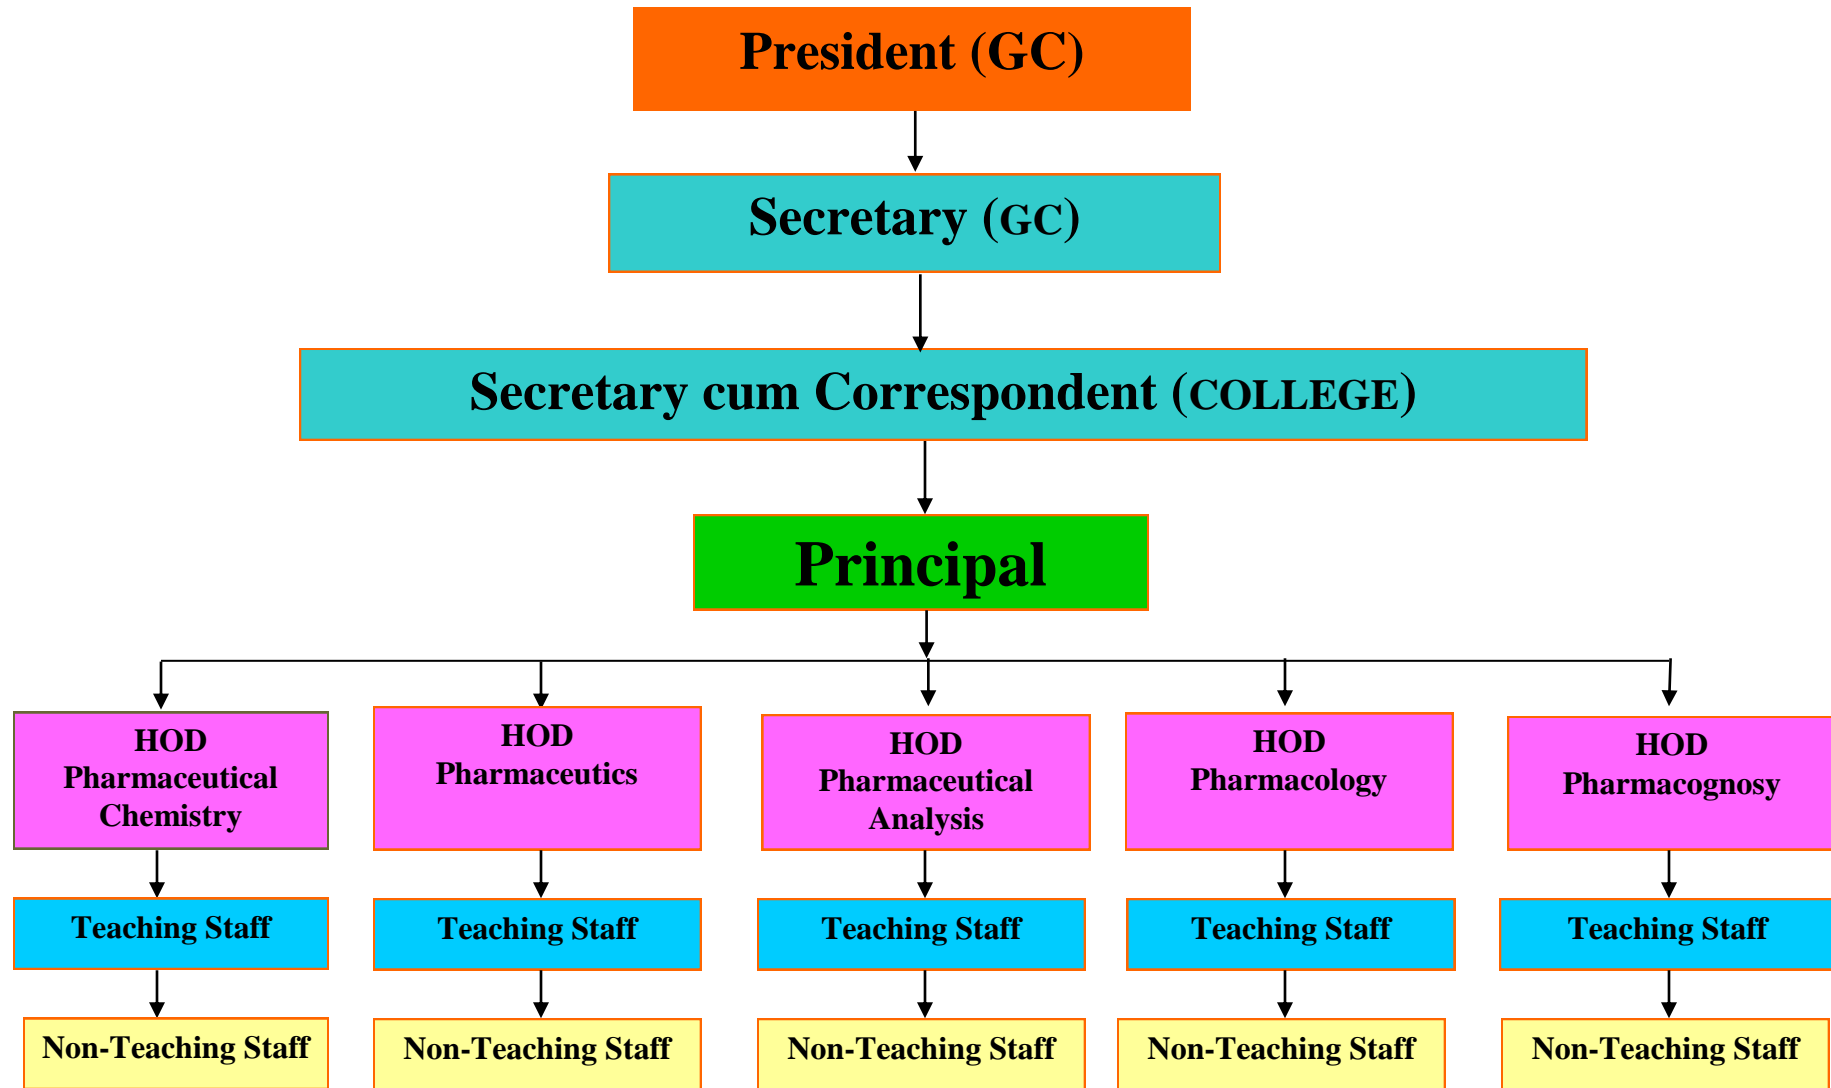 President (GC)
Secretary (GC)
Secretary cum Correspondent (COLLEGE)
Principal
HOD
Pharmaceutical
Chemistry
HOD
Pharmaceutics
HOD
Pharmaceutical
Analysis
HOD
Pharmacology
HOD
Pharmacognosy
Teaching Staff
Teaching Staff
Teaching Staff
Teaching Staff
Teaching Staff
Non-Teaching Staff
Non-Teaching Staff
Non-Teaching Staff
Non-Teaching Staff
Non-Teaching Staff